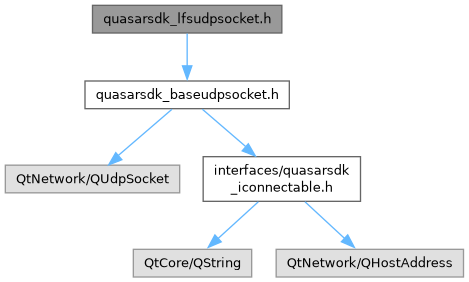 quasarsdk_lfsudpsocket.h
quasarsdk_baseudpsocket.h
QtNetwork/QUdpSocket
interfaces/quasarsdk
_iconnectable.h
QtCore/QString
QtNetwork/QHostAddress